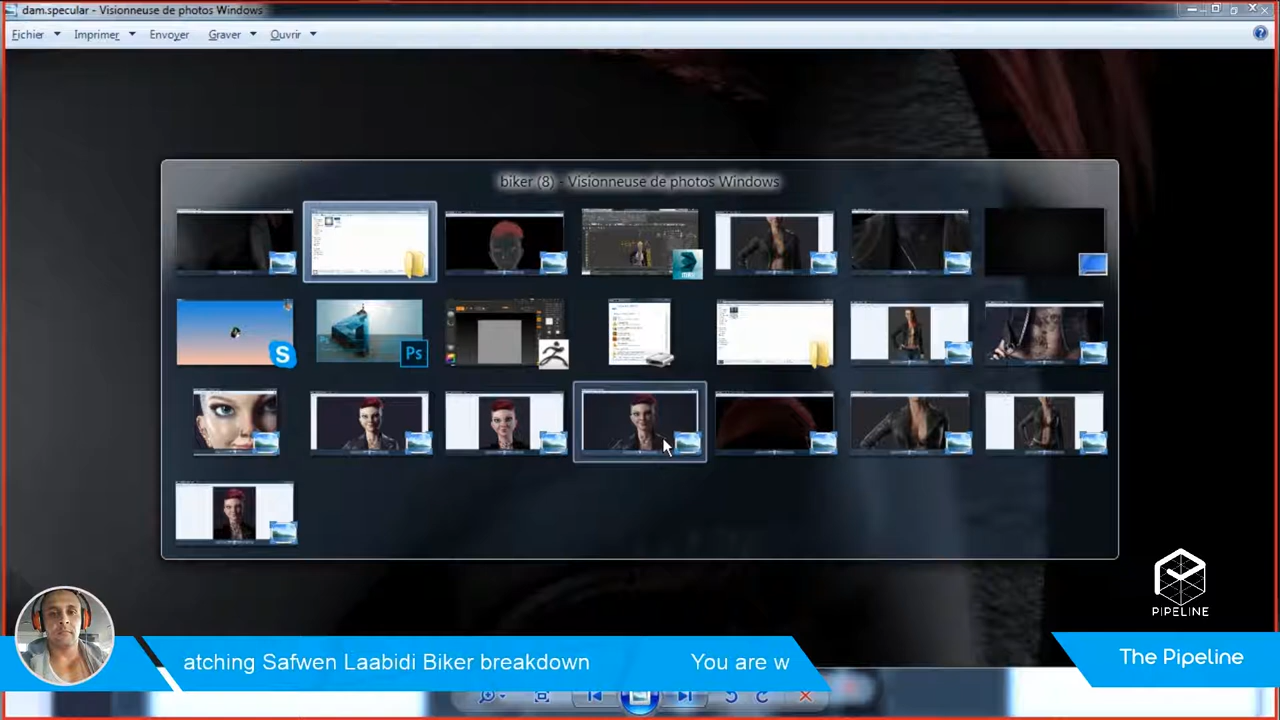 dam.specular - Visionneuse de photos Windows
Fichier Imprimer Envoyer Graver Ouvrir
biker (8) - Visionneuse de photos Windows
S
Ps
PIPELINE
atching Safwen Laabidi Biker breakdown You are w
The Pipeline